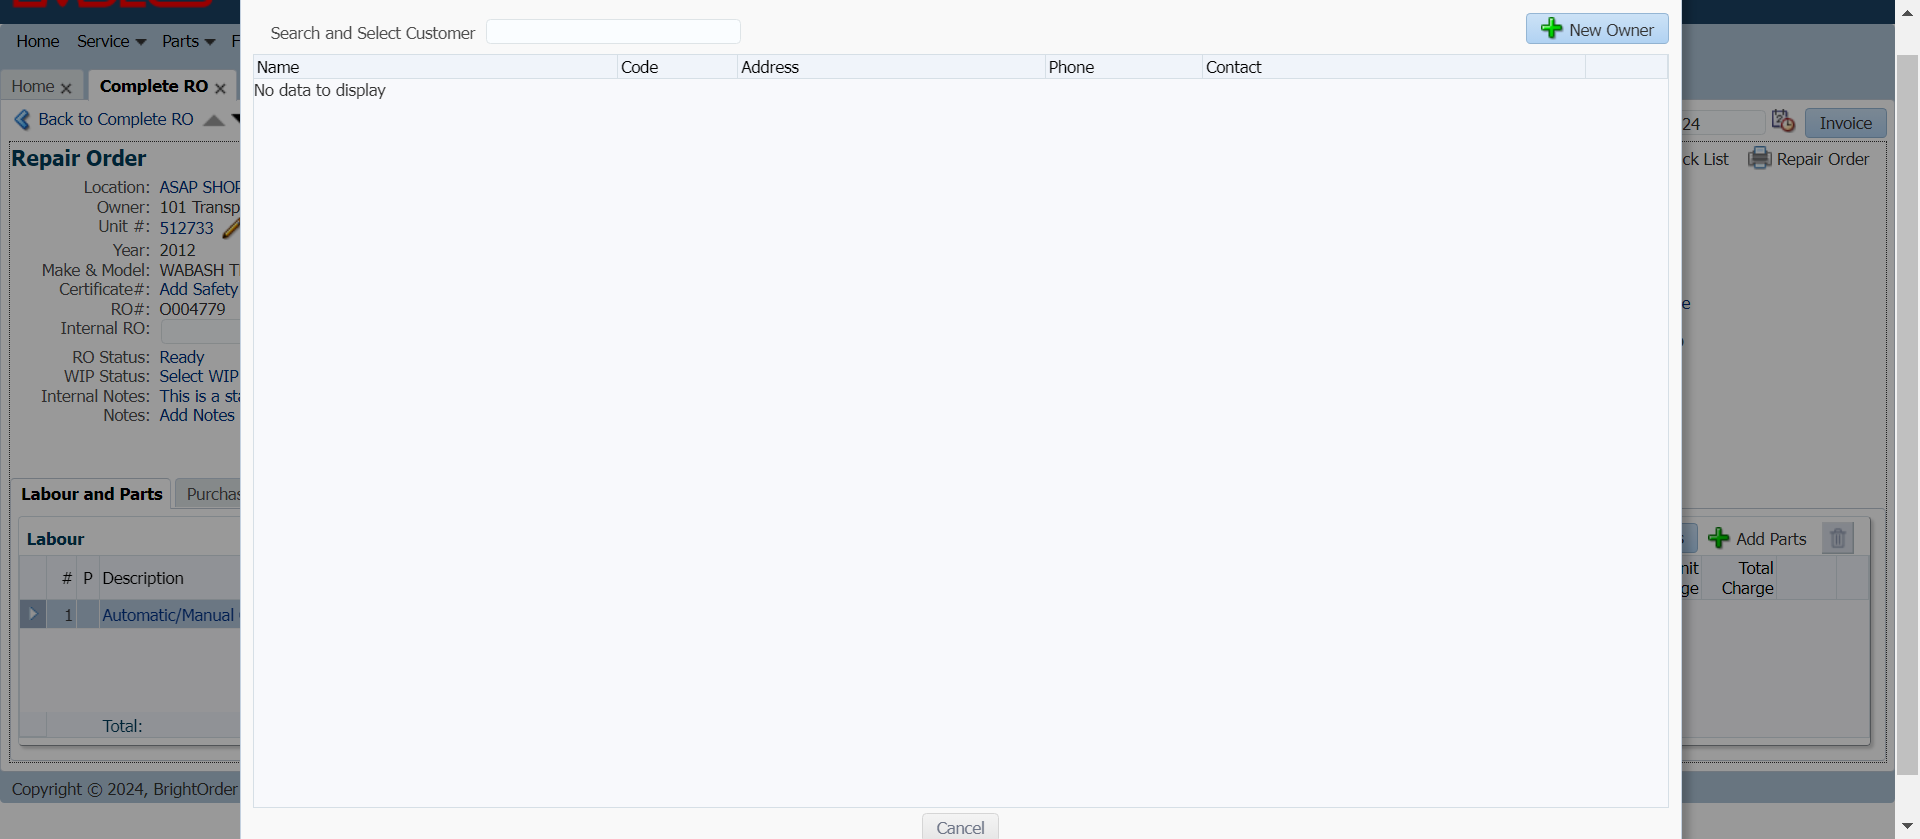 Search and Select Customer
New Owner
Name Code Address Phone Contact
No data to display
Cancel
Home Service Parts F
Home Complete RO
Back to Complete RO
24 Invoice
ck List Repair Order
Repair Order
Location: ASAP SHOP
Owner: 101 Transp
Unit #: 512733
Year: 2012
Make & Model: WABASH T
Certificate#: Add Safety
RO#: O004779
Internal RO:
RO Status: Ready
WIP Status: Select WIP
Internal Notes: This is a sta
Notes: Add Notes
e
Labour and Parts Purchas
Labour
s Add Parts
# P Description
nit
ge
Total
Charge
1 Automatic/Manual
Total:
Copyright © 2024, BrightOrder